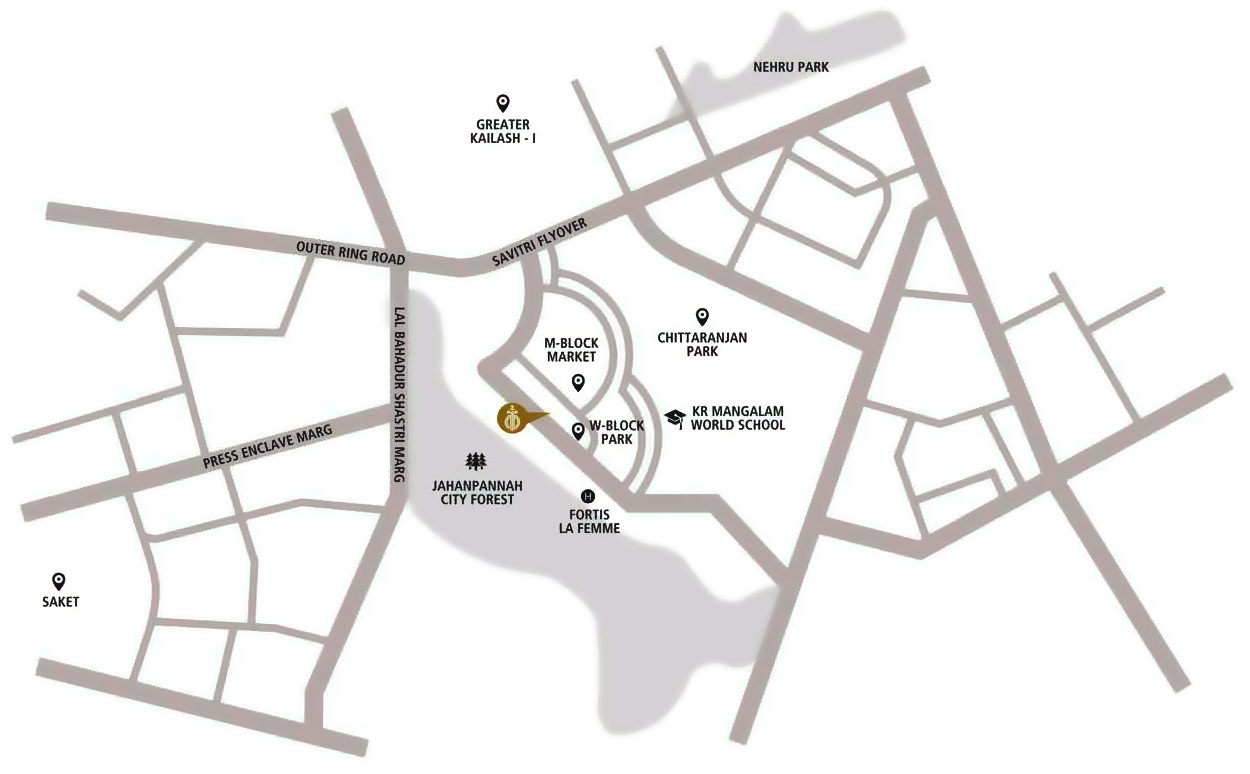 NEHRU PARK
GREATER
KAILASH - I
SAVITRI FLYOVER
OUTER RING ROAD
LAL BAHADUR SHASTRI MARG
M-BLOCK
MARKET
CHITTARANJAN
PARK
KR MANGALAM
WORLD SCHOOL
W-BLOCK
PARK
PRESS ENCLAVE MARG
JAHANPANNAH
CITY FOREST
H
FORTIS
LA FEMME
SAKET